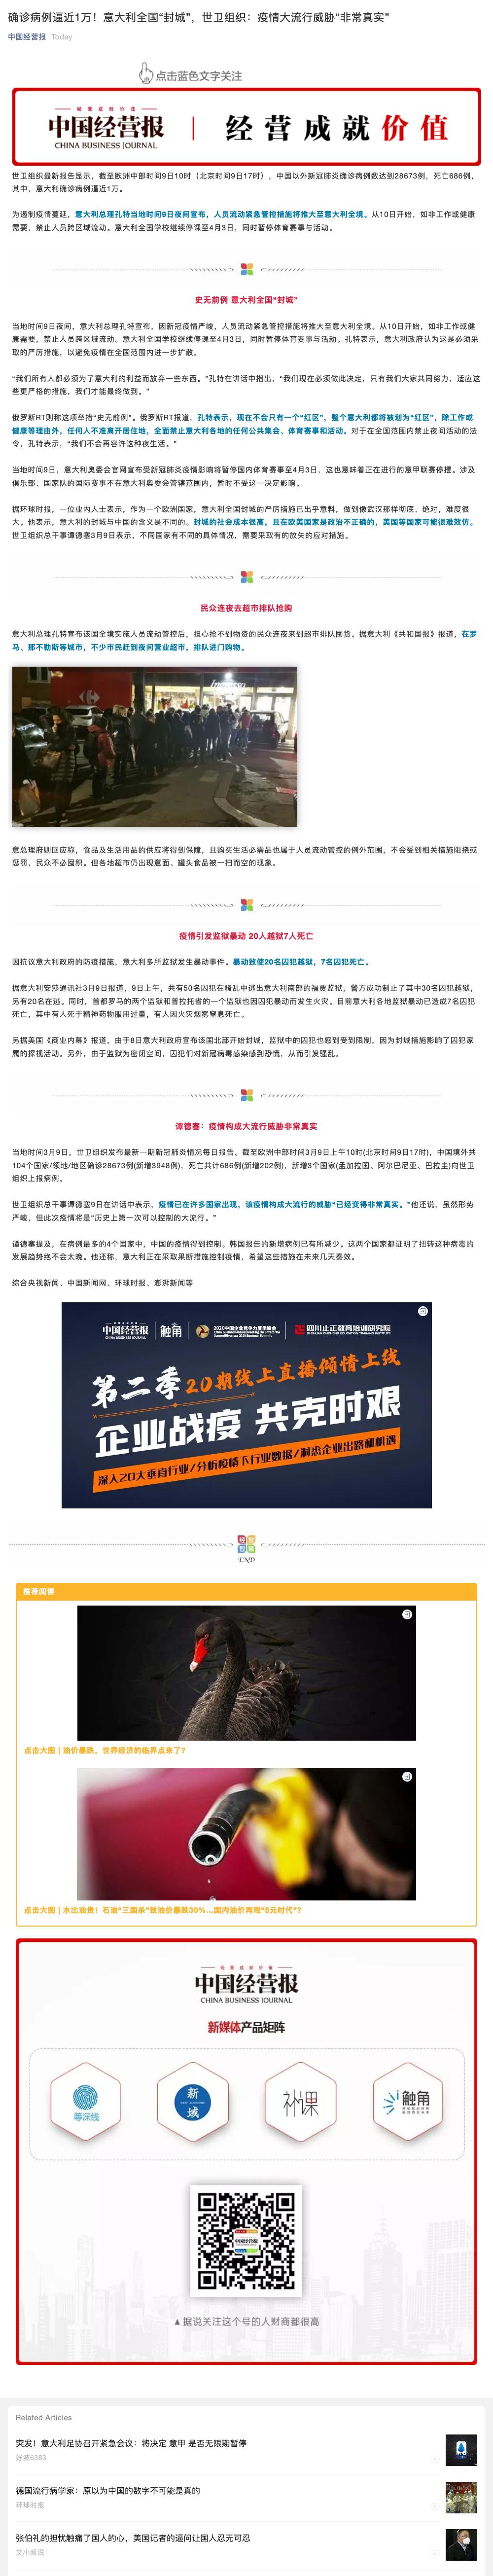 确诊病例逼近1万！意大利全国“封城”，世卫组织：疫情大流行威胁“非常真实”
中国经营报 Today
点击蓝色文字关注
经营成就价值
中国经营报
CHINA BUSINESS JOURNAL
经营成就价值
世卫组织最新报告显示，截至欧洲中部时间9日10时（北京时间9日17时），中国以外新冠肺炎确诊病例数达到28673例，死亡686例，
其中，意大利确诊病例逼近1万。
为遏制疫情蔓延，意大利总理孔特当地时间9日夜间宣布，人员流动紧急管控措施将推大至意大利全境。从10日开始，如非工作或健康
需要，禁止人员跨区域流动。意大利全国学校继续停课至4月3日，同时暂停体育赛事与活动。
史无前例 意大利全国“封城”
当地时间9日夜间，意大利总理孔特宣布，因新冠疫情严峻，人员流动紧急管控措施将推大至意大利全境。从10日开始，如非工作或健
康需要，禁止人员跨区域流动。意大利全国学校继续停课至4月3日，同时暂停体育赛事与活动。孔特表示，意大利政府认为这是必须采
取的严厉措施，以避免疫情在全国范围内进一步扩散。
“我们所有人都必须为了意大利的利益而放弃一些东西。”孔特在讲话中指出，“我们现在必须做此决定，只有我们大家共同努力，适应这
些更严格的措施，我们才能最终做到。”
俄罗斯RT则称这项举措“史无前例”。俄罗斯RT报道，孔特表示，现在不会只有一个“红区”，整个意大利都将被划为“红区”，除工作或
健康等理由外，任何人不准离开居住地，全面禁止意大利各地的任何公共集会、体育赛事和活动。对于在全国范围内禁止夜间活动的法
令，孔特表示，“我们不会再容许这种夜生活。”
当地时间9日，意大利奥委会官网宣布受新冠肺炎疫情影响将暂停国内体育赛事至4月3日，这也意味着正在进行的意甲联赛停摆。涉及
俱乐部、国家队的国际赛事不在意大利奥委会管辖范围内，暂时不受这一决定影响。
据环球时报，一位业内人士表示，作为一个欧洲国家，意大利全国封城的严厉措施已出乎意料，做到像武汉那样彻底、绝对，难度很
大。他表示，意大利的封城与中国的含义是不同的。封城的社会成本很高，且在欧美国家是政治不正确的，美国等国家可能很难效仿。
世卫组织总干事谭德塞3月9日表示，不同国家有不同的具体情况，需要采取有的放矢的应对措施。
民众连夜去超市排队抢购
意大利总理孔特宣布该国全境实施人员流动管控后，担心抢不到物资的民众连夜来到超市排队囤货。据意大利《共和国报》报道，在罗
马、那不勒斯等城市，不少市民赶到夜间营业超市，排队进门购物。
意总理府则回应称，食品及生活用品的供应将得到保障，且购买生活必需品也属于人员流动管控的例外范围，不会受到相关措施阻挠或
惩罚，民众不必囤积。但各地超市仍出现意面、罐头食品被一扫而空的现象。
疫情引发监狱暴动 20人越狱7人死亡
因抗议意大利政府的防疫措施，意大利多所监狱发生暴动事件。暴动致使20名囚犯越狱，7名囚犯死亡。
据意大利安莎通讯社3月9日报道，9日上午，共有50名囚犯在骚乱中逃出意大利南部的福贾监狱，警方成功制止了其中30名囚犯越狱，
另有20名在逃。同时，首都罗马的两个监狱和普拉托省的一个监狱也因囚犯暴动而发生火灾。目前意大利各地监狱暴动已造成7名囚犯
死亡，其中有人死于精神药物服用过量，有人因火灾烟雾窒息死亡。
另据美国《商业内幕》报道，由于8日意大利政府宣布该国北部开始封城，监狱中的囚犯也感到受到限制，因为封城措施影响了囚犯家
属的探视活动。另外，由于监狱为密闭空间，囚犯们对新冠病毒感染感到恐慌，从而引发骚乱。
谭德塞：疫情构成大流行威胁非常真实
当地时间3月9日，世卫组织发布最新一期新冠肺炎情况每日报告。截至欧洲中部时间3月9日上午10时(北京时间9日17时)，中国境外共
104个国家/领地/地区确诊28673例(新增3948例)，死亡共计686例(新增202例)，新增3个国家(孟加拉国、阿尔巴尼亚、巴拉圭)向世卫
组织上报病例。
世卫组织总干事谭德塞9日在讲话中表示，疫情已在许多国家出现，该疫情构成大流行的威胁“已经变得非常真实。”他还说，虽然形势
严峻，但此次疫情将是“历史上第一次可以控制的大流行。”
谭德塞提及，在病例最多的4个国家中，中国的疫情得到控制。韩国报告的新增病例已有所减少。这两个国家都证明了扭转这种病毒的
发展趋势绝不会太晚。他还称，意大利正在采取果断措施控制疫情，希望这些措施在未来几天奏效。
综合央视新闻、中国新闻网、环球时报、澎湃新闻等
中国经营报 触角 2020中国企业竞争力夏季峰会 四川止正教育培训研究院
第二季20期线上直播倾情上线
企业战疫 共克时艰
深入20大垂直行业/分析疫情下行业数据/洞悉企业出路和机遇
END
推荐阅读
点击大图 | 油价暴跌，世界经济的临界点来了？
点击大图 | 水比油贵！石油“三国杀”致油价暴跌30%…国内油价再现“5元时代”？
经营成就价值
中国经营报
CHINA BUSINESS JOURNAL
新媒体产品矩阵
等深线
新域
补课
触角
中国经营报
▲据说关注这个号的人财商都很高
Related Articles
突发！意大利足协召开紧急会议：将决定 意甲 是否无限期暂停
好波6383
德国流行病学家：原以为中国的数字不可能是真的
环球时报
张伯礼的担忧触痛了国人的心，美国记者的逼问让国人忍无可忍
文小叔说